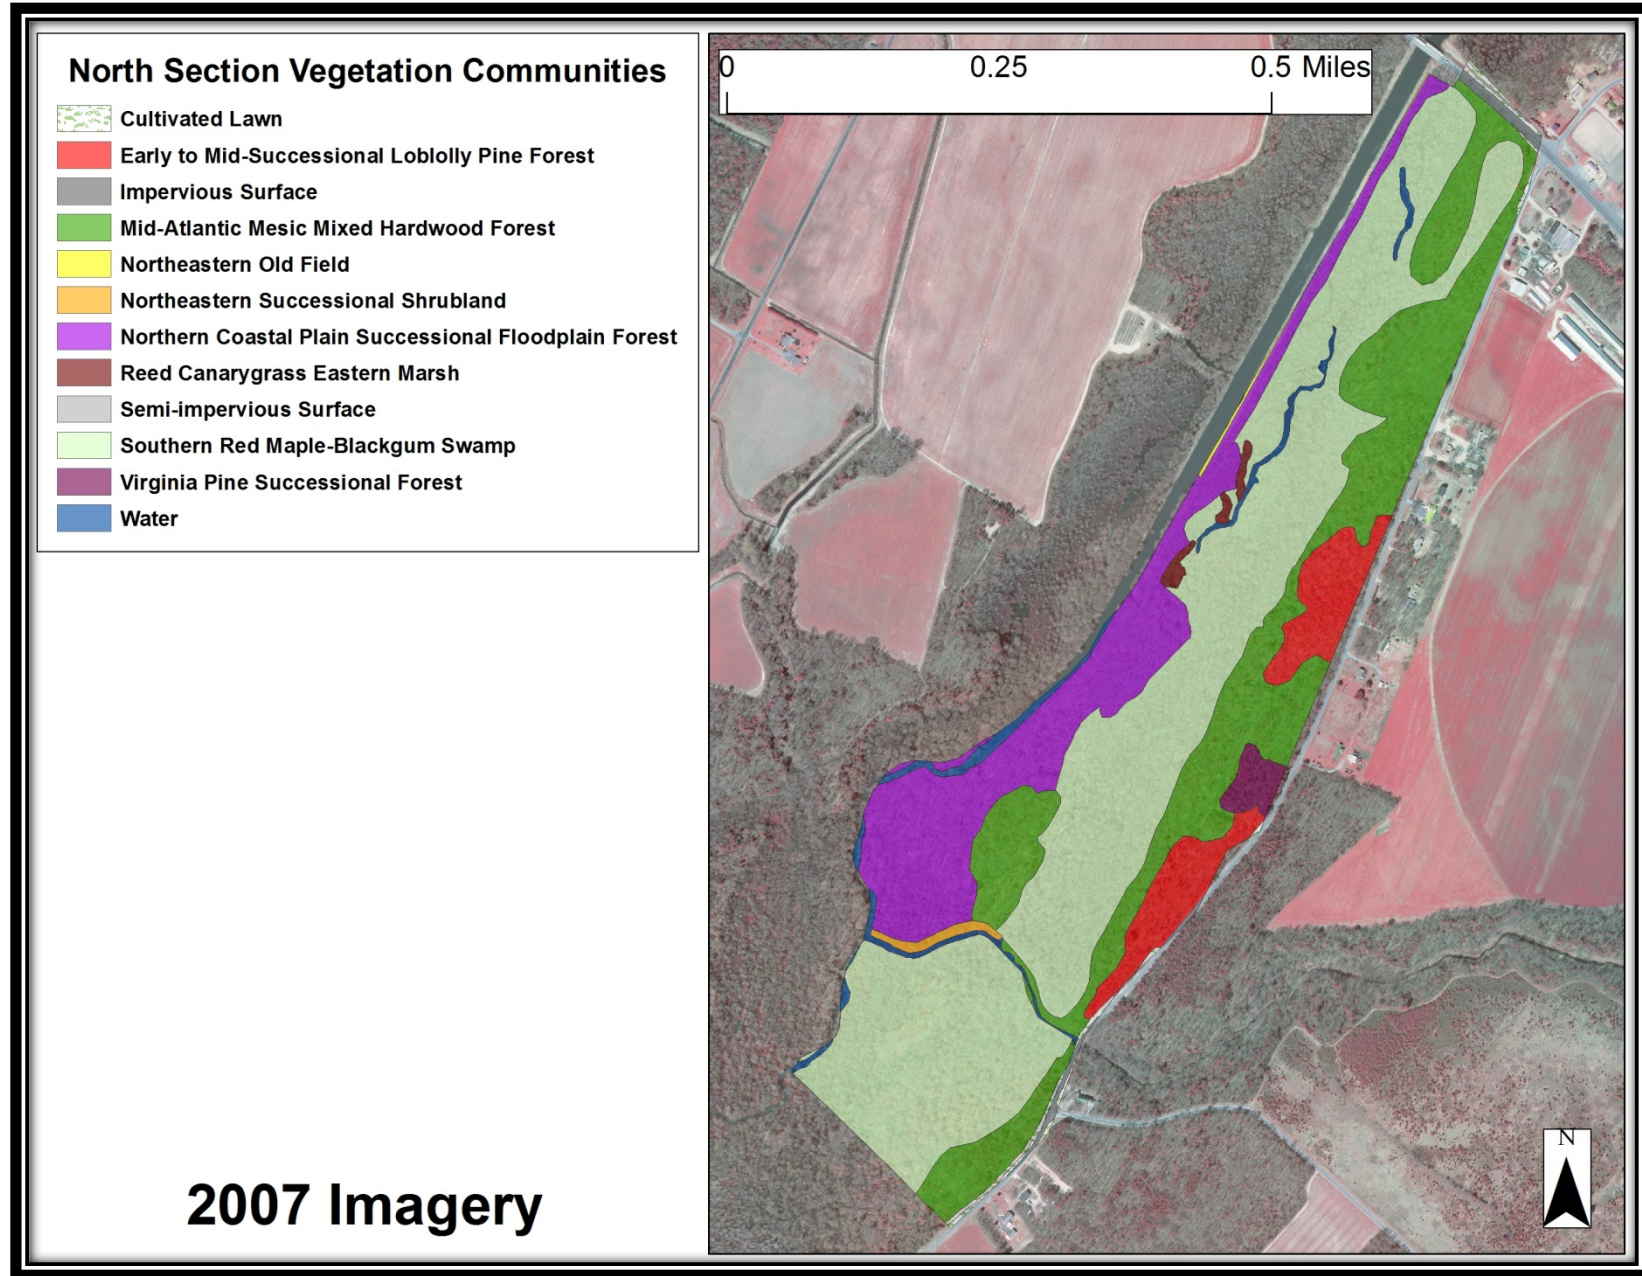 North Section Vegetation Communities
Cultivated Lawn
Early to Mid-Successional Loblolly Pine Forest
Impervious Surface
Mid-Atlantic Mesic Mixed Hardwood Forest
Northeastern Old Field
Northeastern Successional Shrubland
Northern Coastal Plain Successional Floodplain Forest
Reed Canarygrass Eastern Marsh
Semi-impervious Surface
Southern Red Maple-Blackgum Swamp
Virginia Pine Successional Forest
Water
2007 Imagery
0 0.25 0.5 Miles
N